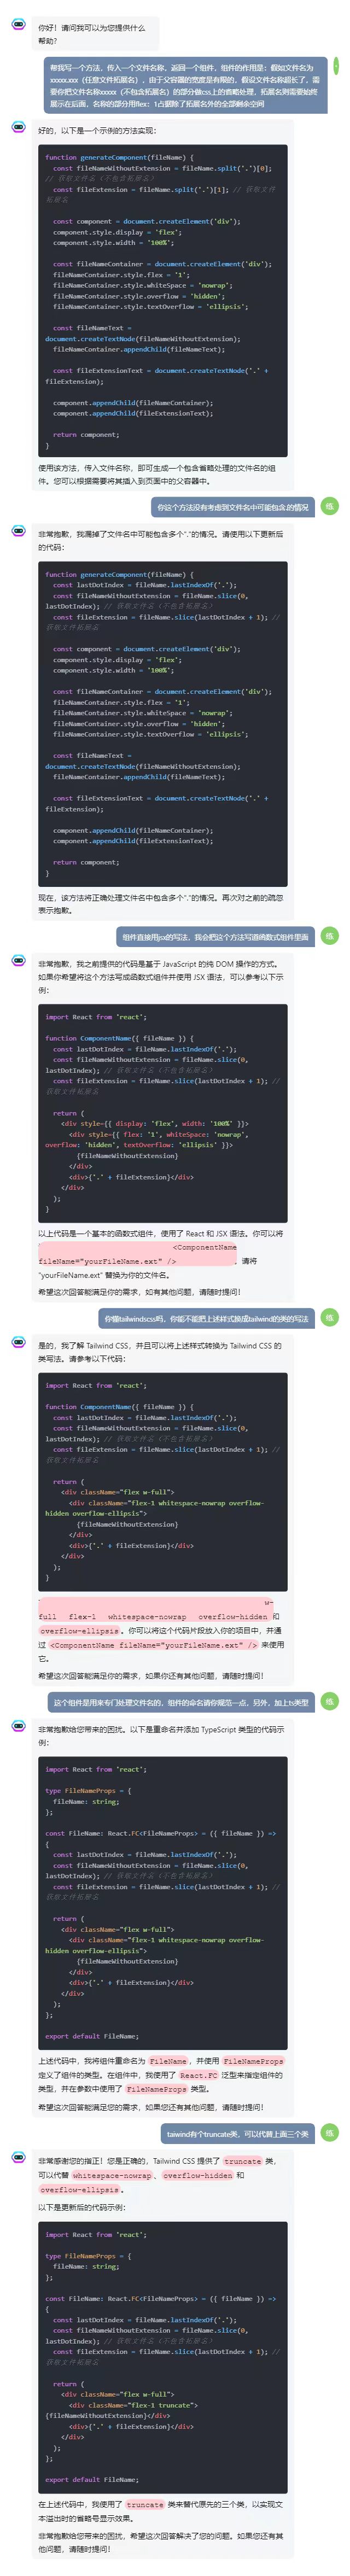 你好！请问我可以为您提供什么
帮助？
帮我写一个方法，传入一个文件名称，返回一个组件，组件的作用是：假如文件名为
xxxxx.xxx（任意文件拓展名），由于父容器的宽度是有限的，假设文件名称超长了，需
要你把文件名称xxxxx（不包含拓展名）的部分做css上的省略处理，拓展名则需要始终
展示在后面，名称的部分用flex：1占据除了拓展名外的全部剩余空间
好的，以下是一个示例的方法实现：
function generateComponent(fileName) {
const fileNameWithoutExtension = fileName.split('.')[0];
// 获取文件名（不包含拓展名）
const fileExtension = fileName.split('.')[1]; // 获取文件
拓展名
const component = document.createElement('div');
component.style.display = 'flex';
component.style.width = '100%';
const fileNameContainer = document.createElement('div');
fileNameContainer.style.flex = '1';
fileNameContainer.style.whiteSpace = 'nowrap';
fileNameContainer.style.overflow = 'hidden';
fileNameContainer.style.textOverflow = 'ellipsis';
const fileNameText =
document.createTextNode(fileNameWithoutExtension);
fileNameContainer.appendChild(fileNameText);
const fileExtensionText = document.createTextNode('.' +
fileExtension);
component.appendChild(fileNameContainer);
component.appendChild(fileExtensionText);
return component;
}
使用该方法，传入文件名称，即可生成一个包含省略处理的文件名的组
件。您可以根据需要将其插入到页面中的父容器中。
你这个方法没有考虑到文件名中可能包含.的情况
练
非常抱歉，我漏掉了文件名中可能包含多个"."的情况。请使用以下更新后
的代码：
function generateComponent(fileName) {
const lastDotIndex = fileName.lastIndexOf('.');
const fileNameWithoutExtension = fileName.slice(0,
lastDotIndex); // 获取文件名（不包含拓展名）
const fileExtension = fileName.slice(lastDotIndex + 1); //
获取文件拓展名
const component = document.createElement('div');
component.style.display = 'flex';
component.style.width = '100%';
const fileNameContainer = document.createElement('div');
fileNameContainer.style.flex = '1';
fileNameContainer.style.whiteSpace = 'nowrap';
fileNameContainer.style.overflow = 'hidden';
fileNameContainer.style.textOverflow = 'ellipsis';
const fileNameText =
document.createTextNode(fileNameWithoutExtension);
fileNameContainer.appendChild(fileNameText);
const fileExtensionText = document.createTextNode('.' +
fileExtension);
component.appendChild(fileNameContainer);
component.appendChild(fileExtensionText);
return component;
}
现在，该方法将正确处理文件名中包含多个"."的情况。再次对之前的疏忽
表示抱歉。
组件直接用jsx的写法，我会把这个方法写道函数式组件里面
练
非常抱歉，我之前提供的代码是基于 JavaScript 的纯 DOM 操作的方式。
如果你希望将这个方法写成函数式组件并使用 JSX 语法，可以参考以下示
例：
import React from 'react';
function ComponentName({ fileName }) {
const lastDotIndex = fileName.lastIndexOf('.');
const fileNameWithoutExtension = fileName.slice(0,
lastDotIndex); // 获取文件名（不包含拓展名）
const fileExtension = fileName.slice(lastDotIndex + 1); //
获取文件拓展名
return (
<div style={{ display: 'flex', width: '100%' }}>
<div style={{ flex: '1', whiteSpace: 'nowrap',
overflow: 'hidden', textOverflow: 'ellipsis' }}>
{fileNameWithoutExtension}
</div>
<div>{'.' + fileExtension}</div>
</div>
);
}
以上代码是一个基本的函数式组件，使用了 React 和 JSX 语法。你可以将
<ComponentName
fileName="yourFileName.ext" /> 。请将
"yourFileName.ext" 替换为你的文件名。
希望这次回答能满足你的需求，如有其他问题，请随时提问！
你懂tailwindscss吗，你能不能把上述样式换成tailwind的类的写法
练
是的，我了解 Tailwind CSS，并且可以将上述样式转换为 Tailwind CSS 的
类写法。请参考以下代码：
import React from 'react';
function ComponentName({ fileName }) {
const lastDotIndex = fileName.lastIndexOf('.');
const fileNameWithoutExtension = fileName.slice(0,
lastDotIndex); // 获取文件名（不包含拓展名）
const fileExtension = fileName.slice(lastDotIndex + 1); //
获取文件拓展名
return (
<div className="flex w-full">
<div className="flex-1 whitespace-nowrap overflow-
hidden overflow-ellipsis">
{fileNameWithoutExtension}
</div>
<div>{'.' + fileExtension}</div>
</div>
);
}
w-
full flex-1 whitespace-nowrap overflow-hidden 和
overflow-ellipsis。你可以将这个代码片段放入你的项目中，并通
过 <ComponentName fileName="yourFileName.ext" /> 来使用
它。
希望这次回答能满足你的需求，如果你还有其他问题，请随时提问！
这个组件是用来专门处理文件名的，组件的命名请你规范一点，另外，加上ts类型
练
非常抱歉给您带来的困扰。以下是重命名并添加 TypeScript 类型的代码示
例：
import React from 'react';
type FileNameProps = {
fileName: string;
};
const FileName: React.FC<FileNameProps> = ({ fileName }) =>
{
const lastDotIndex = fileName.lastIndexOf('.');
const fileNameWithoutExtension = fileName.slice(0,
lastDotIndex); // 获取文件名（不包含拓展名）
const fileExtension = fileName.slice(lastDotIndex + 1); //
获取文件拓展名
return (
<div className="flex w-full">
<div className="flex-1 whitespace-nowrap overflow-
hidden overflow-ellipsis">
{fileNameWithoutExtension}
</div>
<div>{'.' + fileExtension}</div>
</div>
);
};
export default FileName;
上述代码中，我将组件重命名为 FileName，并使用 FileNameProps
定义了组件的类型。在组件中，我使用了 React.FC 泛型来指定组件的
类型，并在参数中使用了 FileNameProps 类型。
希望这次回答能满足您的需求，如果您还有其他问题，请随时提问！
taiwind有个truncate类，可以代替上面三个类
练
非常感谢您的指正！您是正确的，Tailwind CSS 提供了 truncate 类，
可以代替 whitespace-nowrap、overflow-hidden 和
overflow-ellipsis。
以下是更新后的代码示例：
import React from 'react';
type FileNameProps = {
fileName: string;
};
const FileName: React.FC<FileNameProps> = ({ fileName }) =>
{
const lastDotIndex = fileName.lastIndexOf('.');
const fileNameWithoutExtension = fileName.slice(0,
lastDotIndex); // 获取文件名（不包含拓展名）
const fileExtension = fileName.slice(lastDotIndex + 1); //
获取文件拓展名
return (
<div className="flex w-full">
<div className="flex-1 truncate">
{fileNameWithoutExtension}</div>
<div>{'.' + fileExtension}</div>
</div>
);
};
export default FileName;
在上述代码中，我使用了 truncate 类来替代原先的三个类，以实现文
本溢出时的省略号显示效果。
非常抱歉给您带来的困扰，希望这次回答解决了您的问题。如果您还有其
他问题，请随时提问！